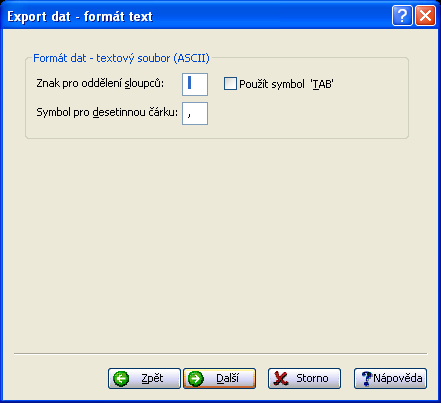 Export dat - formát text
Formát dat - textový soubor (ASCII)
Znak pro oddělení sloupců: | Použít symbol 'TAB'
Symbol pro desetinnou čárku: ,
Zpět Další Storno Nápověda